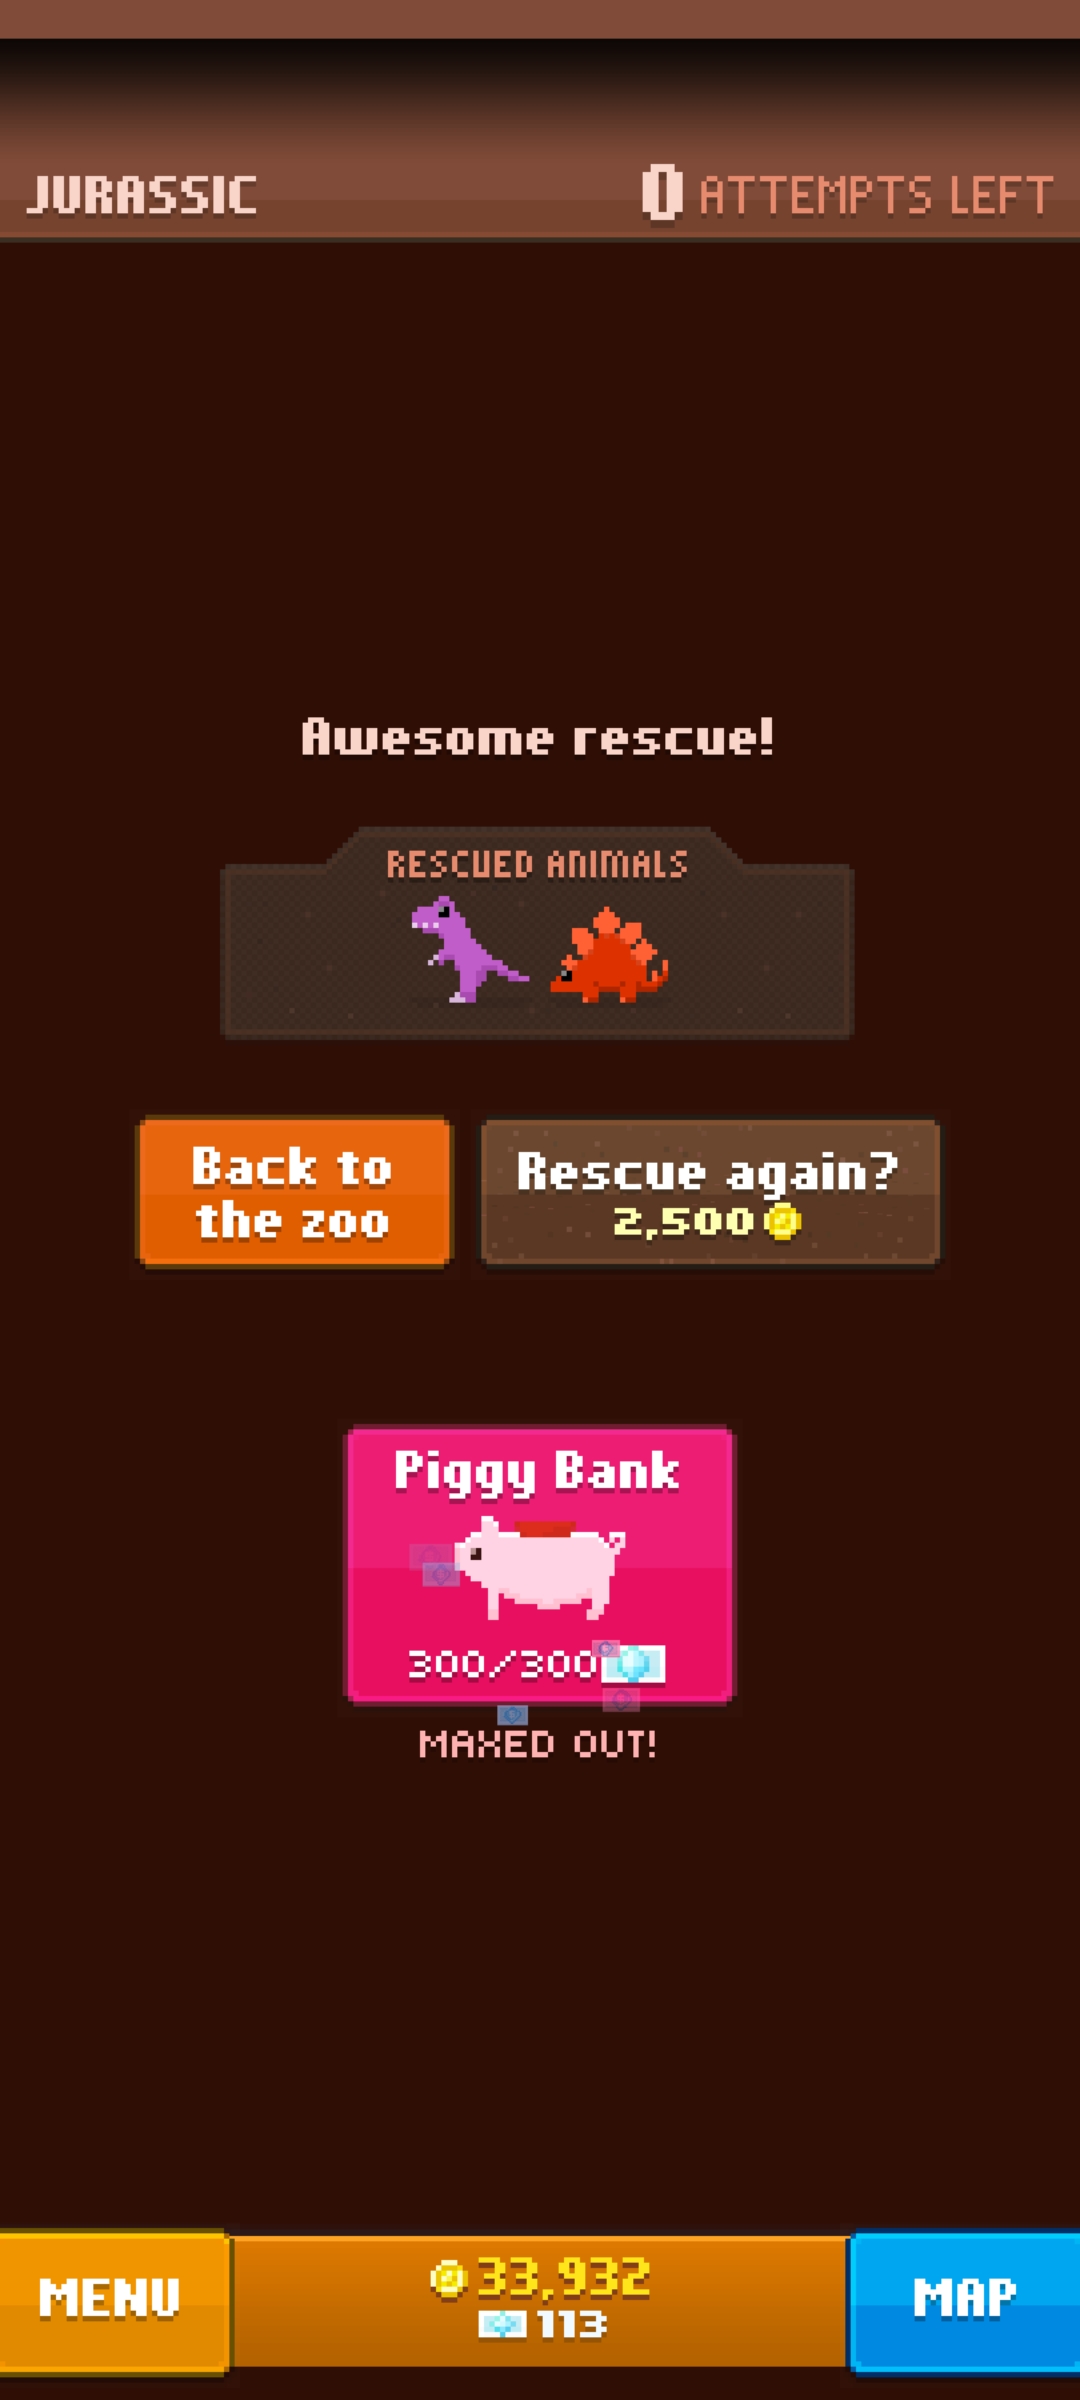 JURASSIC
0 ATTEMPTS LEFT
Awesome rescue!
RESCUED ANIMALS
Back to
the zoo
Rescue again?
2,500
Piggy Bank
300/300
MAXED OUT!
MENU
33,932
113
MAP